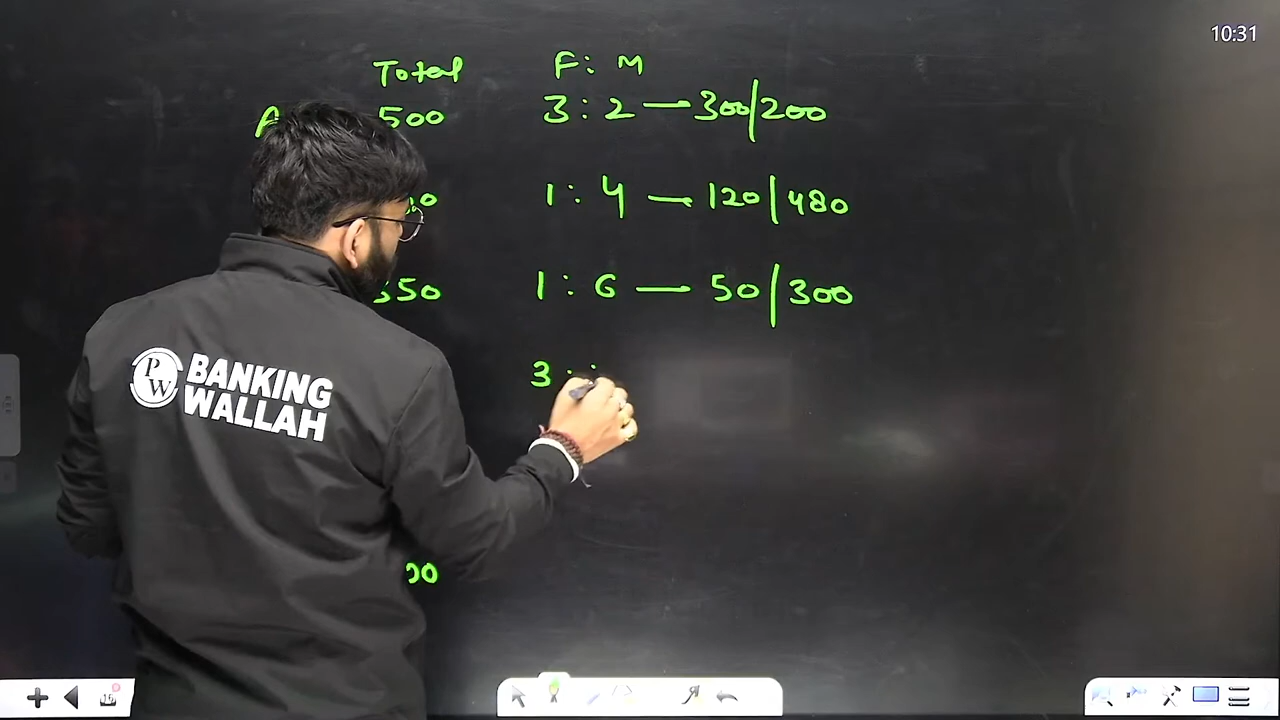 10:31
Total F: M
A 500 3 : 2 — 300/200
1 : 4 — 120/480
350 1 : 6 — 50/300
3 :
00
PW BANKING
WALLAH